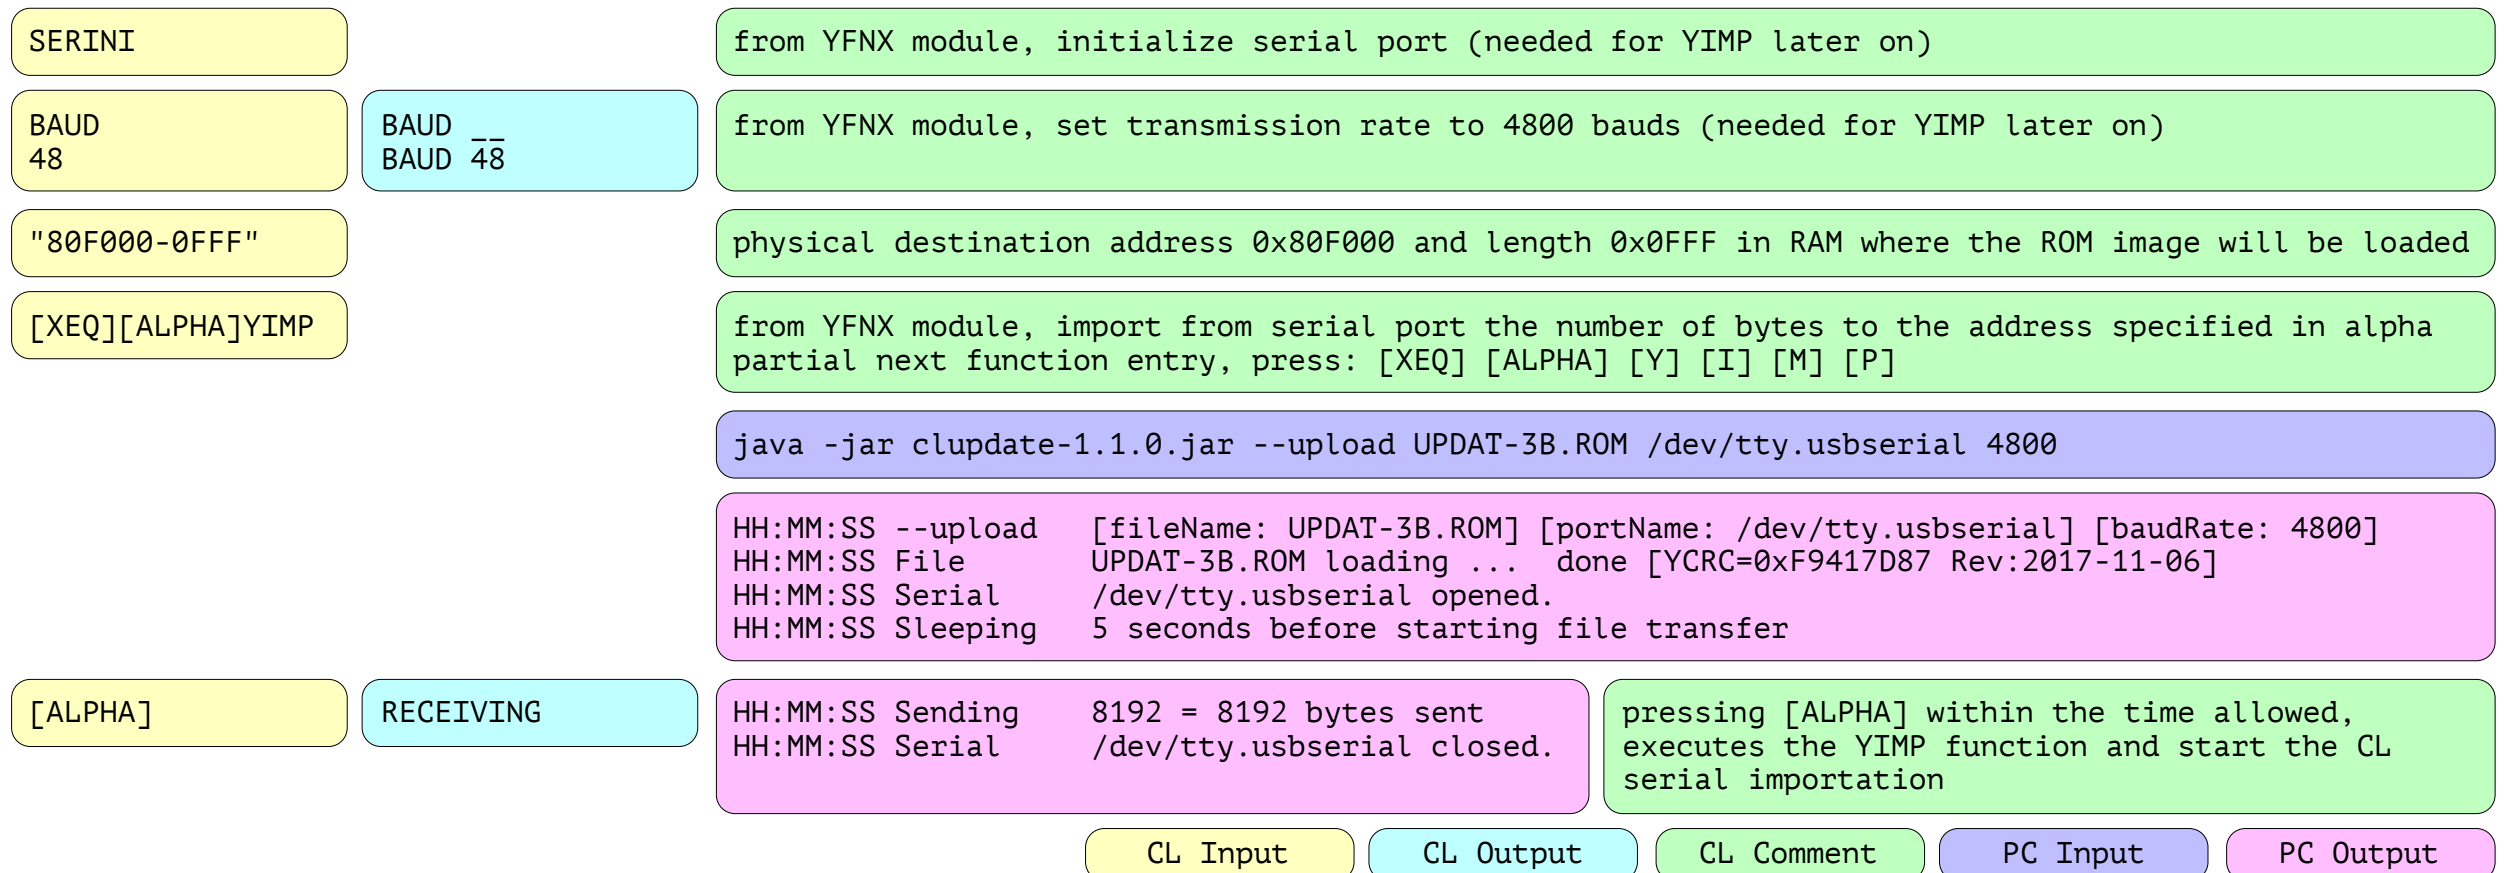 SERINI
from YFNX module, initialize serial port (needed for YIMP later on)
BAUD
48
BAUD __
BAUD 48
from YFNX module, set transmission rate to 4800 bauds (needed for YIMP later on)
"80F000-0FFF"
physical destination address 0x80F000 and length 0x0FFF in RAM where the ROM image will be loaded
[XEQ][ALPHA]YIMP
from YFNX module, import from serial port the number of bytes to the address specified in alpha
partial next function entry, press: [XEQ] [ALPHA] [Y] [I] [M] [P]
java -jar clupdate-1.1.0.jar --upload UPDAT-3B.ROM /dev/tty.usbserial 4800
HH:MM:SS --upload   [fileName: UPDAT-3B.ROM] [portName: /dev/tty.usbserial] [baudRate: 4800]
HH:MM:SS File       UPDAT-3B.ROM loading ...  done [YCRC=0xF9417D87 Rev:2017-11-06]
HH:MM:SS Serial     /dev/tty.usbserial opened.
HH:MM:SS Sleeping   5 seconds before starting file transfer
[ALPHA]
RECEIVING
HH:MM:SS Sending    8192 = 8192 bytes sent
HH:MM:SS Serial     /dev/tty.usbserial closed.
pressing [ALPHA] within the time allowed,
executes the YIMP function and start the CL
serial importation
CL Input
CL Output
CL Comment
PC Input
PC Output